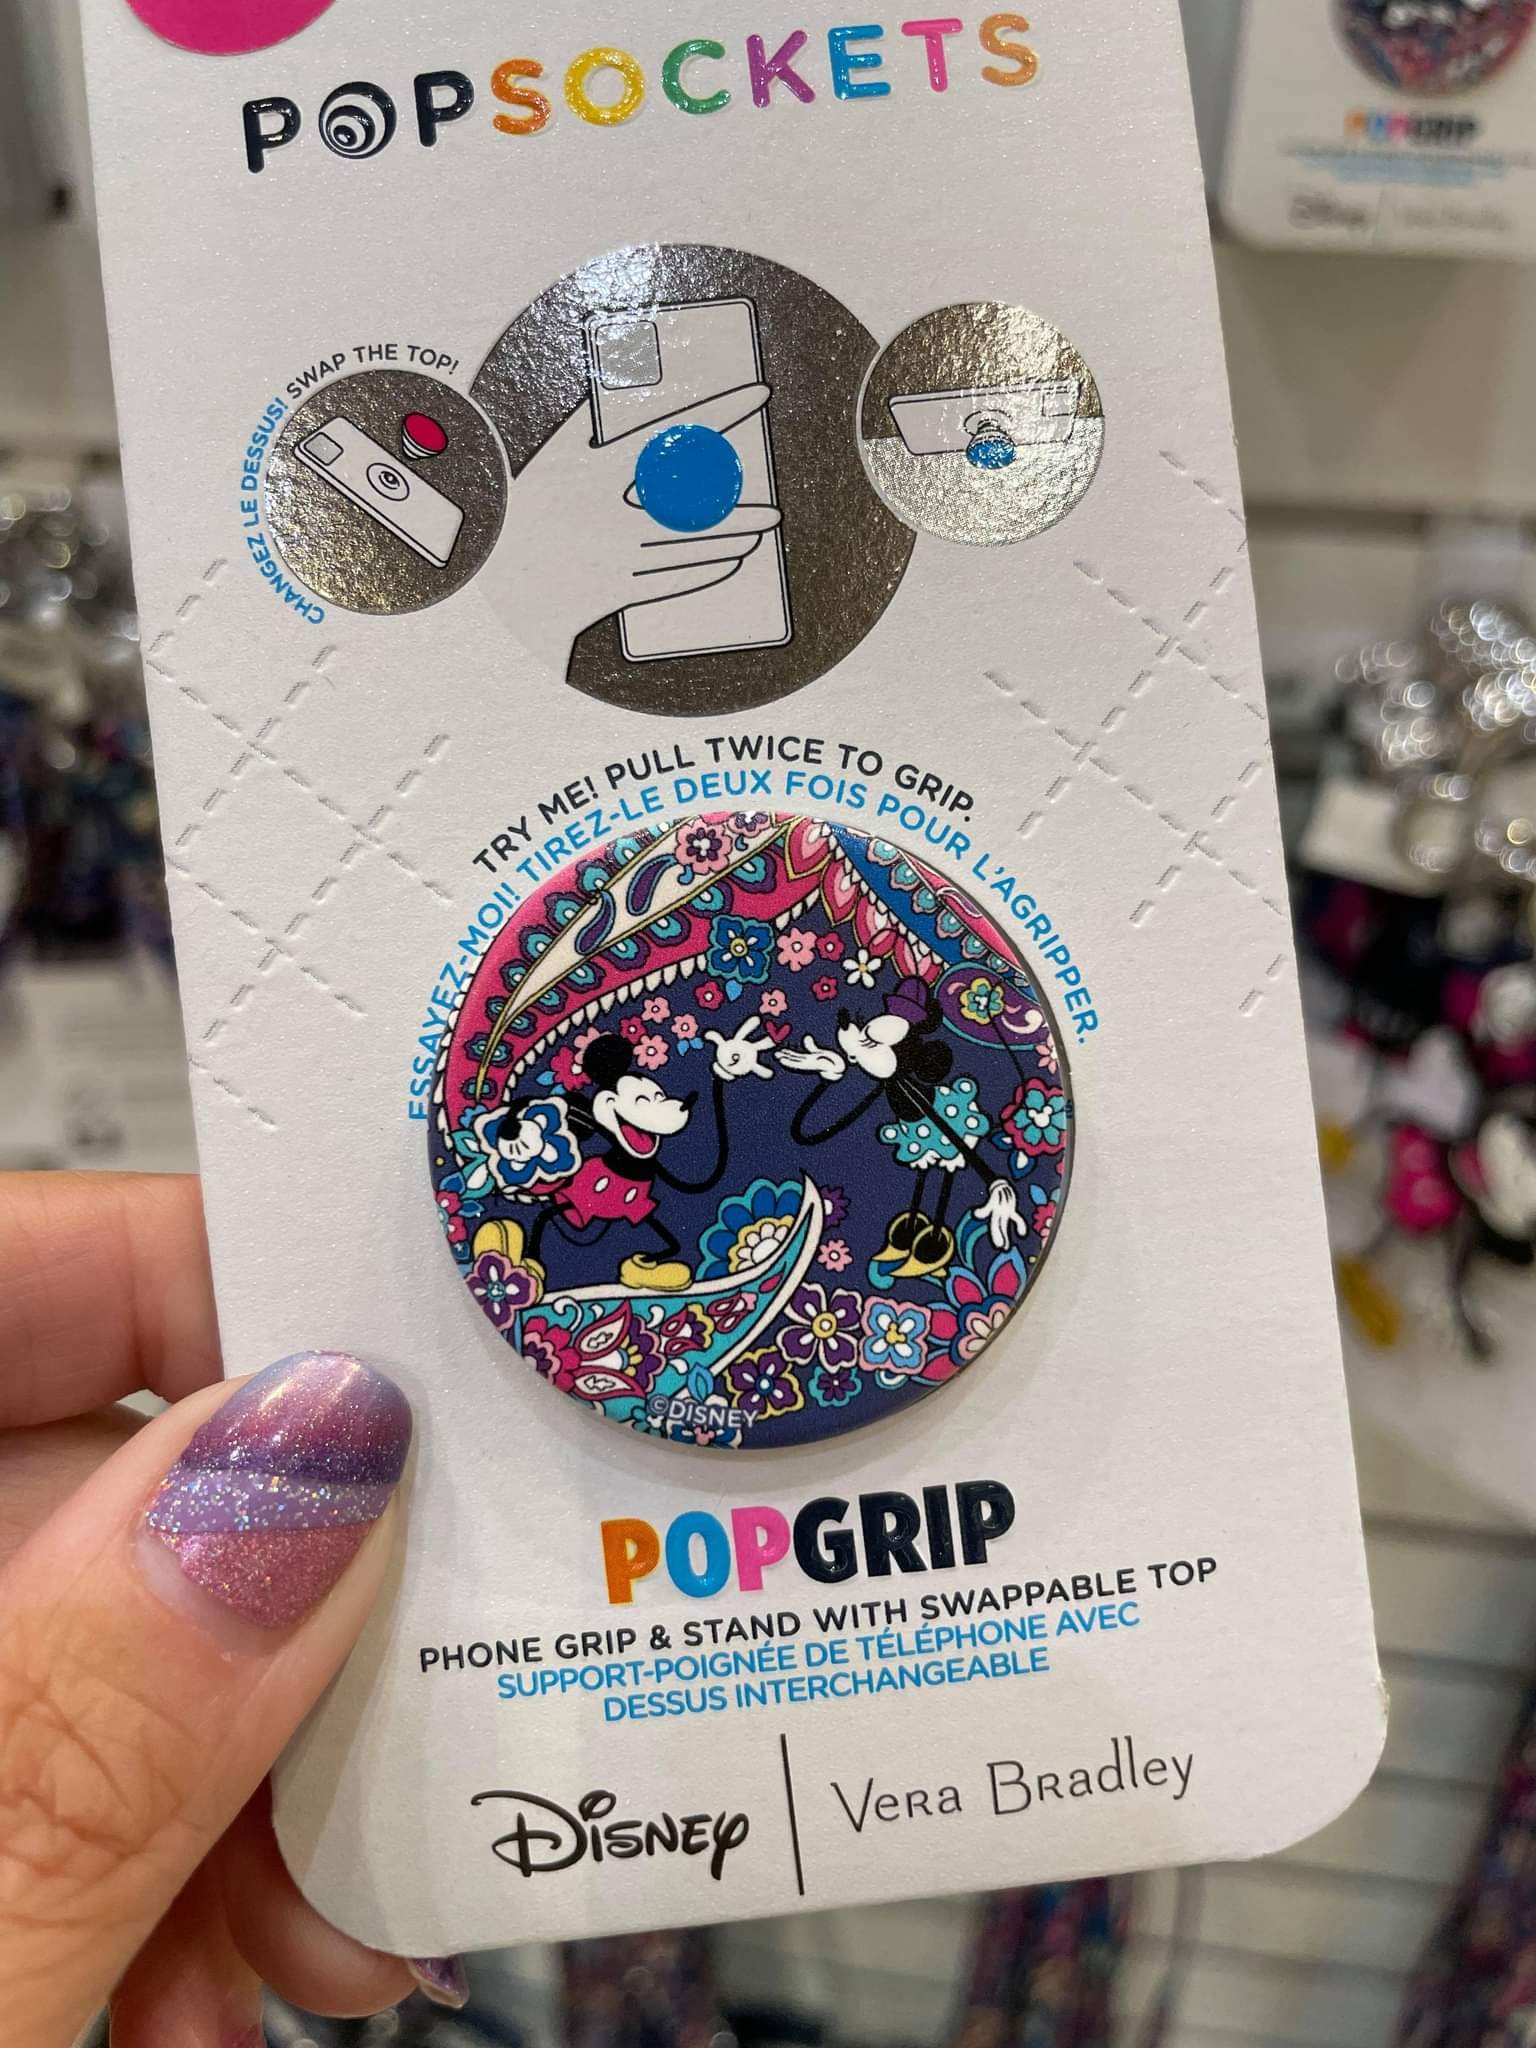 POPSOCKETS
SWAP THE TOP!
CHANGEZ LE DESSUS!
TRY ME! PULL TWICE TO GRIP.
ESSAYEZ-MOI! TIREZ-LE DEUX FOIS POUR L'AGRIPPER.
©DISNEY
POPGRIP
PHONE GRIP & STAND WITH SWAPPABLE TOP
SUPPORT-POIGNÉE DE TÉLÉPHONE AVEC
DESSUS INTERCHANGEABLE
Disney | Vera Bradley
POPGRIP
Disney